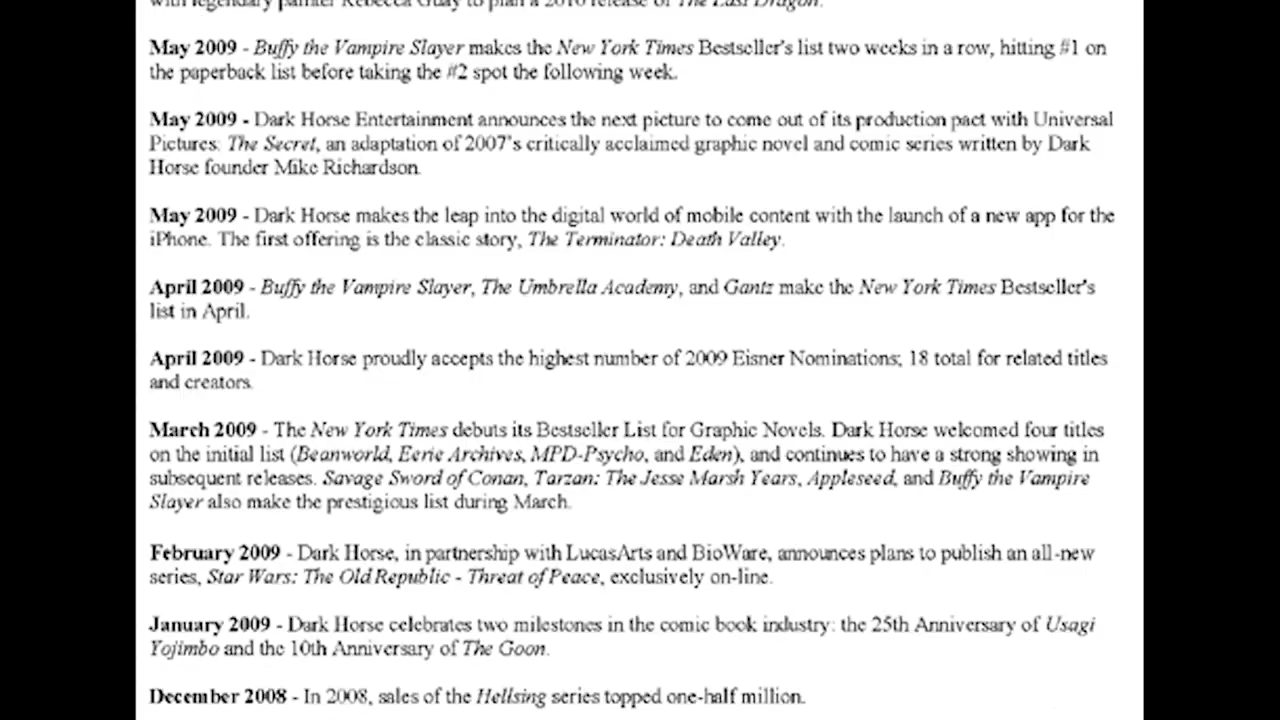 with legendary painter Rebecca Guay to plan a 2010 release of The Last Dragon.
May 2009 - Buffy the Vampire Slayer makes the New York Times Bestseller's list two weeks in a row, hitting #1 on
the paperback list before taking the #2 spot the following week.
May 2009 - Dark Horse Entertainment announces the next picture to come out of its production pact with Universal
Pictures: The Secret, an adaptation of 2007's critically acclaimed graphic novel and comic series written by Dark
Horse founder Mike Richardson.
May 2009 - Dark Horse makes the leap into the digital world of mobile content with the launch of a new app for the
iPhone. The first offering is the classic story, The Terminator: Death Valley.
April 2009 - Buffy the Vampire Slayer, The Umbrella Academy, and Gantz make the New York Times Bestseller's
list in April.
April 2009 - Dark Horse proudly accepts the highest number of 2009 Eisner Nominations; 18 total for related titles
and creators.
March 2009 - The New York Times debuts its Bestseller List for Graphic Novels. Dark Horse welcomed four titles
on the initial list (Beanworld, Eerie Archives, MPD-Psycho, and Eden), and continues to have a strong showing in
subsequent releases. Savage Sword of Conan, Tarzan: The Jesse Marsh Years, Appleseed, and Buffy the Vampire
Slayer also make the prestigious list during March.
February 2009 - Dark Horse, in partnership with LucasArts and BioWare, announces plans to publish an all-new
series, Star Wars: The Old Republic - Threat of Peace, exclusively on-line.
January 2009 - Dark Horse celebrates two milestones in the comic book industry: the 25th Anniversary of Usagi
Yojimbo and the 10th Anniversary of The Goon.
December 2008 - In 2008, sales of the Hellsing series topped one-half million.